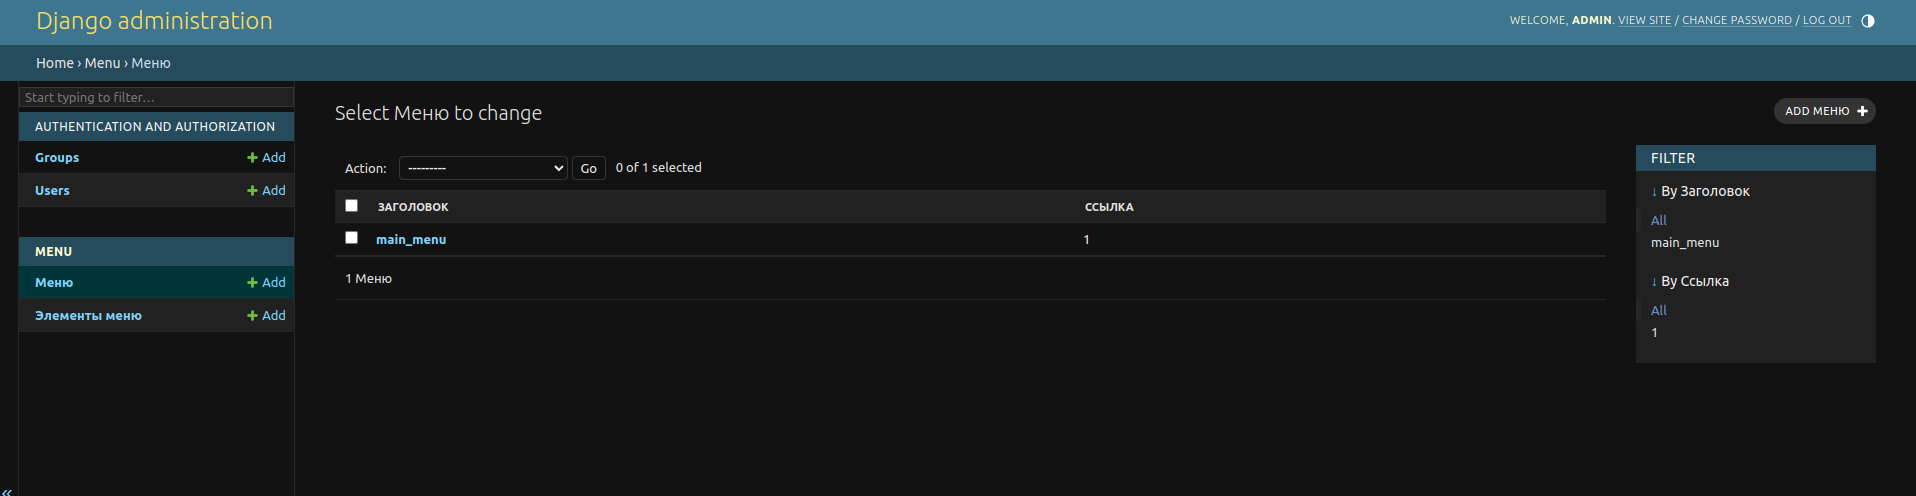 Django administration
WELCOME, ADMIN. VIEW SITE / CHANGE PASSWORD / LOG OUT
Home › Menu › Меню
Start typing to filter…
AUTHENTICATION AND AUTHORIZATION
Groups
Add
Users
Add
MENU
Меню
Add
Элементы меню
Add
«
Select Меню to change
ADD МЕНЮ
Action:
---------
Go
0 of 1 selected
ЗАГОЛОВОК
ССЫЛКА
main_menu
1
1 Меню
FILTER
↓ By Заголовок
All
main_menu
↓ By Ссылка
All
1